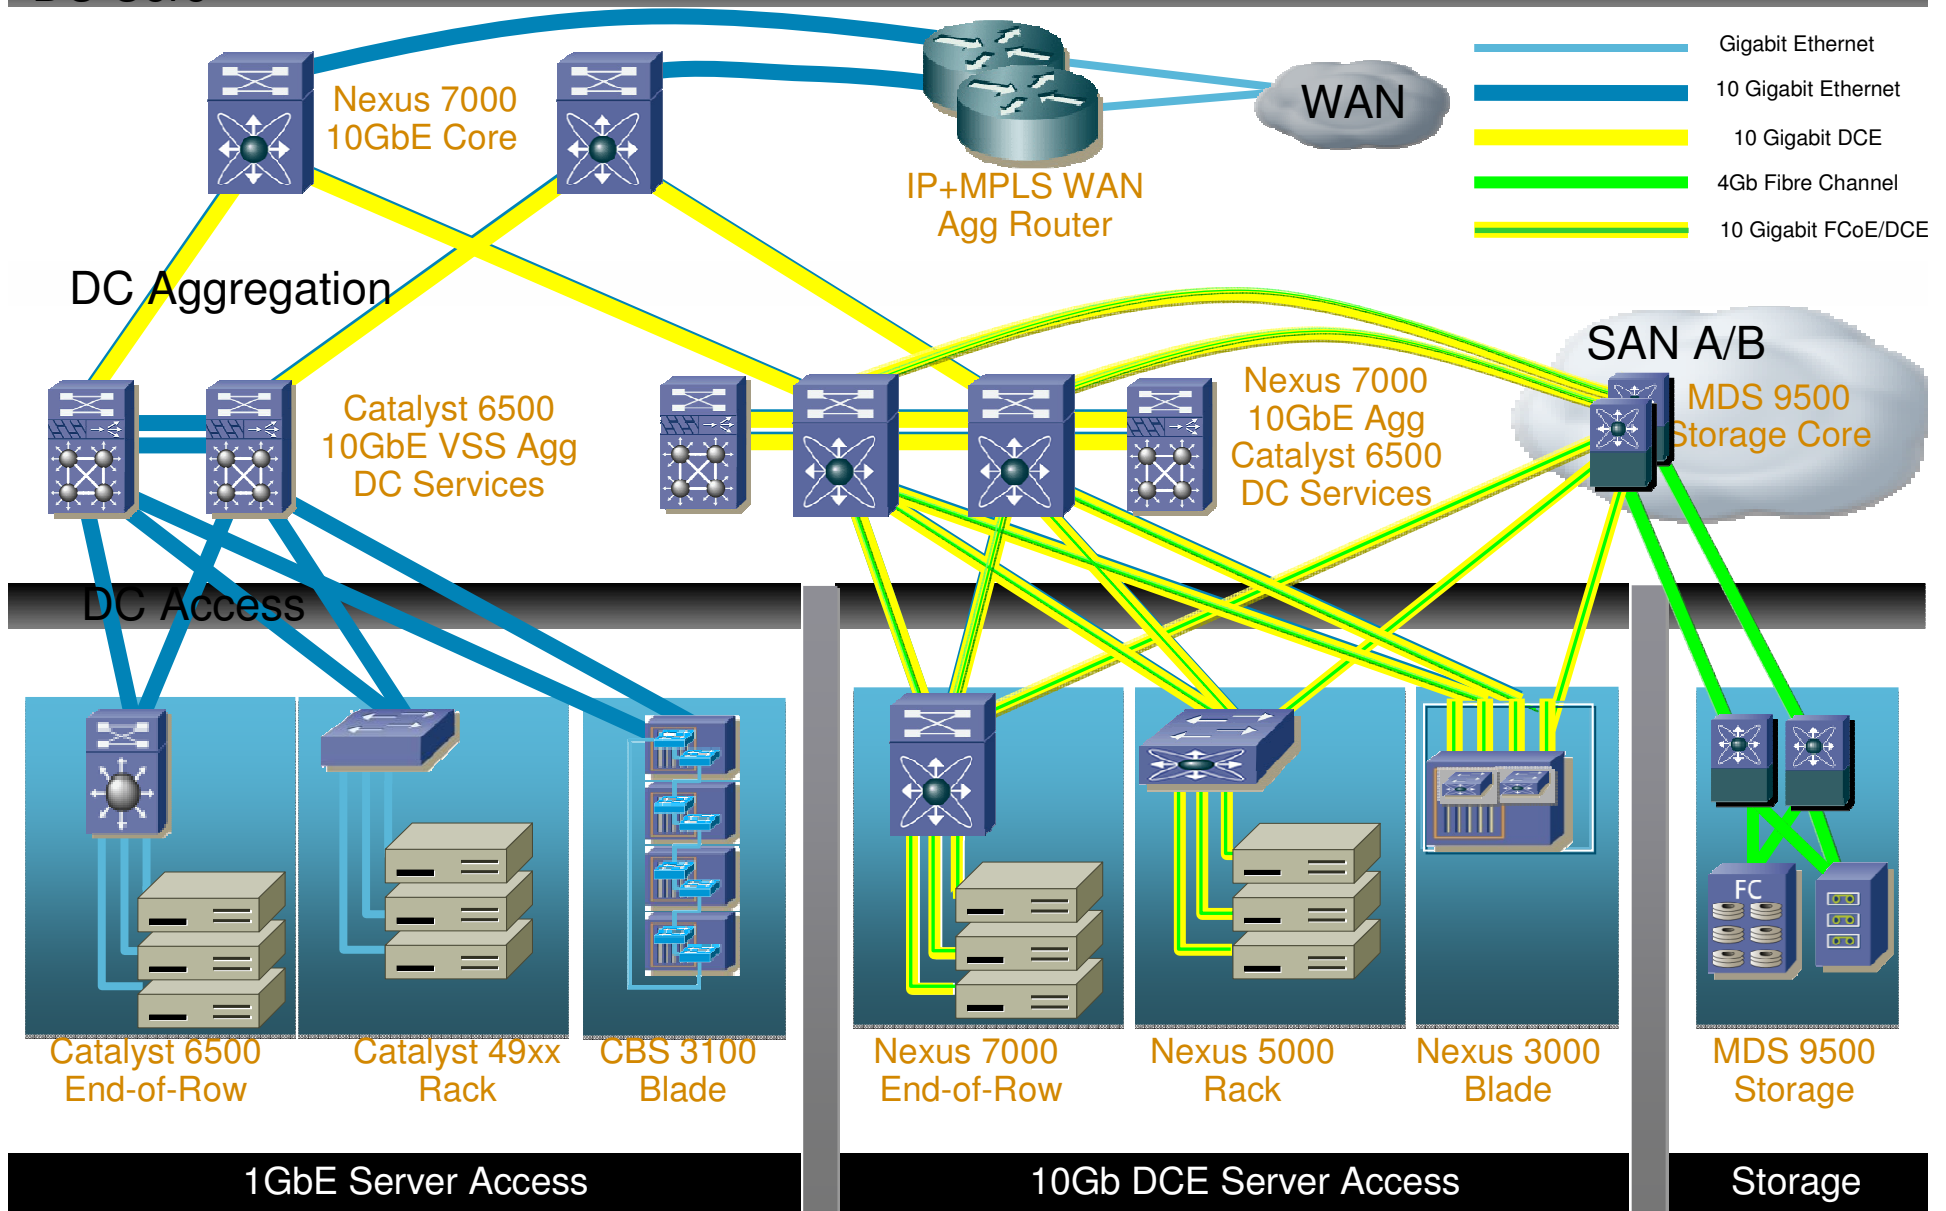 Gigabit Ethernet
10 Gigabit Ethernet
10 Gigabit DCE
4Gb Fibre Channel
10 Gigabit FCoE/DCE
Nexus 7000
10GbE Core
WAN
IP+MPLS WAN
Agg Router
DC Aggregation
SAN A/B
MDS 9500
Storage Core
Catalyst 6500
10GbE VSS Agg
DC Services
Nexus 7000
10GbE Agg
Catalyst 6500
DC Services
DC Access
FC
Catalyst 6500
End-of-Row
Catalyst 49xx
Rack
CBS 3100
Blade
Nexus 7000
End-of-Row
Nexus 5000
Rack
Nexus 3000
Blade
MDS 9500
Storage
1GbE Server Access
10Gb DCE Server Access
Storage